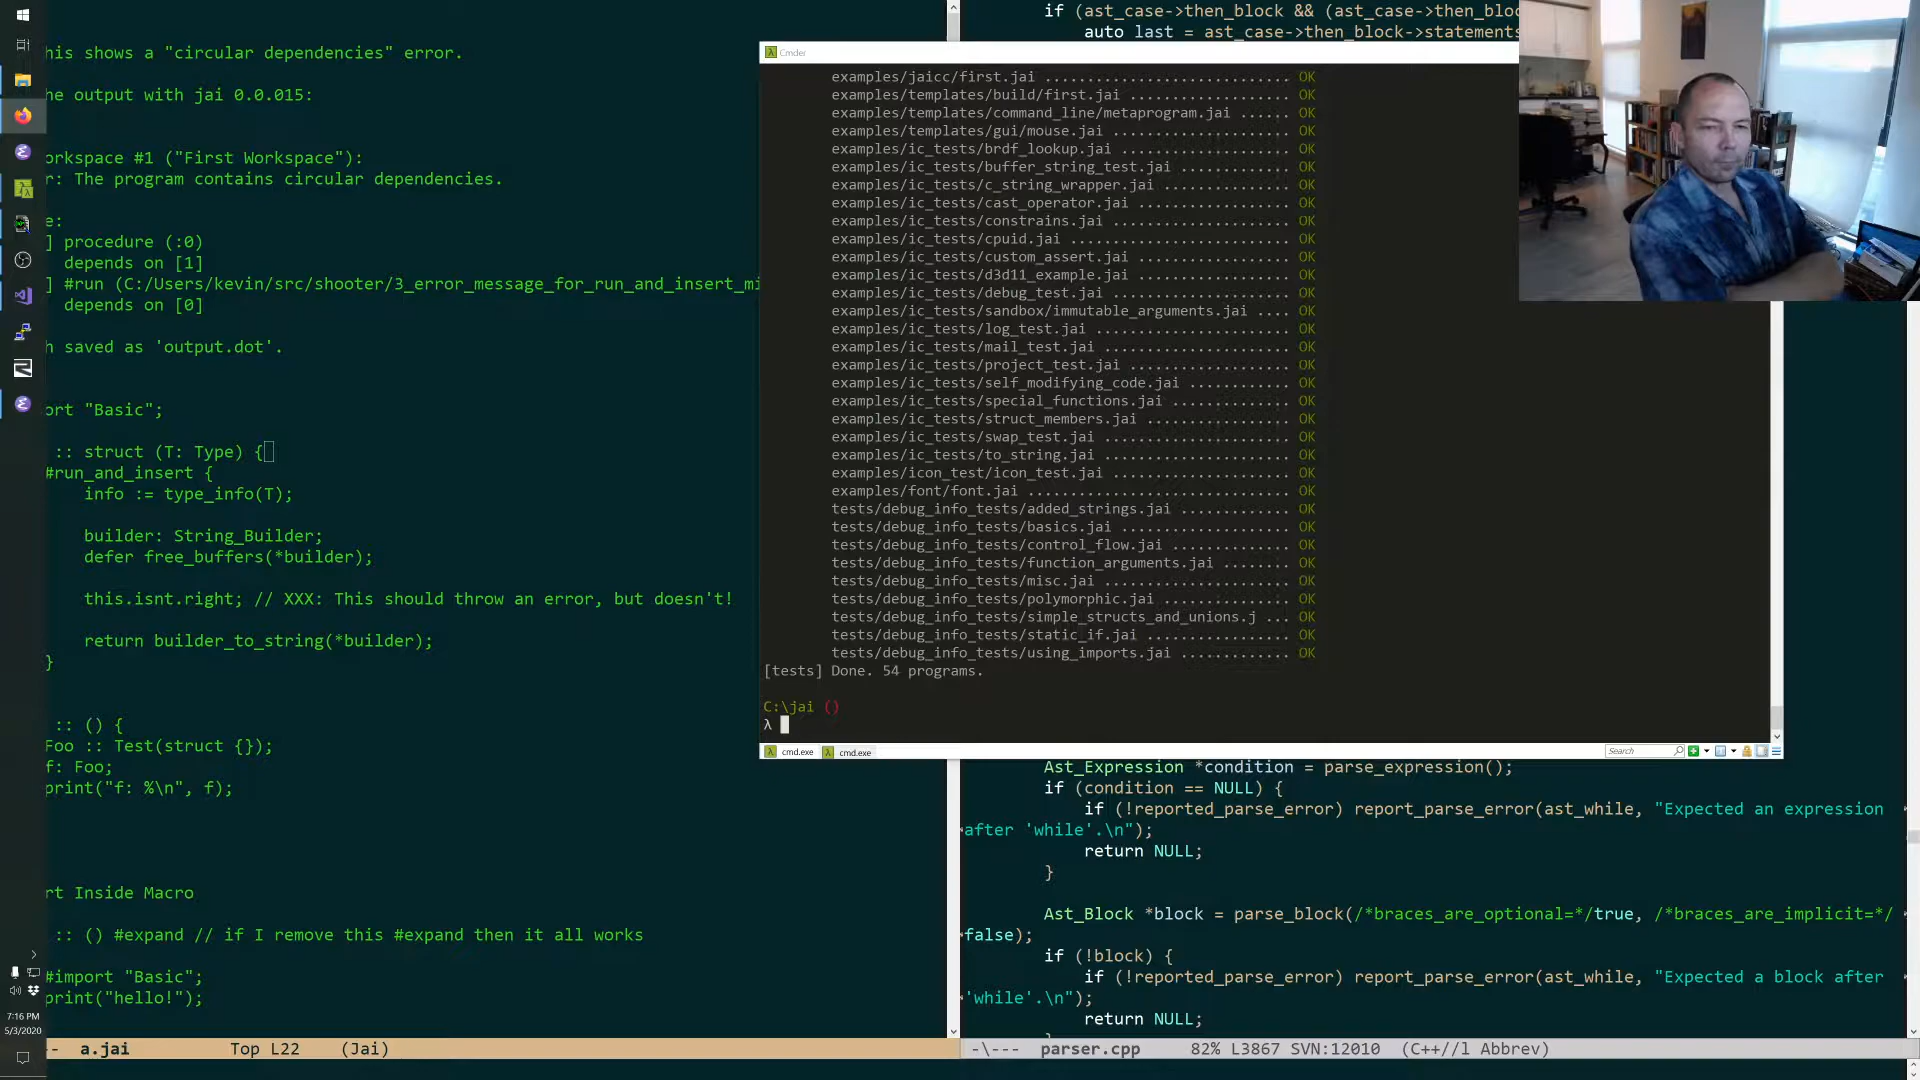 his shows a "circular dependencies" error.
he output with jai 0.0.015:
orkspace #1 ("First Workspace"):
r: The program contains circular dependencies.
e:
] procedure (:0)
depends on [1]
] #run (C:/Users/kevin/src/shooter/3_error_message_for_run_and_insert_mi
depends on [0]
h saved as 'output.dot'.
ort "Basic";
:: struct (T: Type) {
#run_and_insert {
info := type_info(T);
builder: String_Builder;
defer free_buffers(*builder);
this.isnt.right; // XXX: This should throw an error, but doesn't!
return builder_to_string(*builder);
}
:: () {
Foo :: Test(struct {});
f: Foo;
print("f: %\n", f);
rt Inside Macro
:: () #expand // if I remove this #expand then it all works
#import "Basic";
print("hello!");
-- a.jai Top L22 (Jai)
7:16 PM
5/3/2020
if (ast_case->then_block && (ast_case->then_bloc
auto last = ast_case->then_block->statements
Cmder
examples/jaicc/first.jai ............................. OK
examples/templates/build/first.jai ................... OK
examples/templates/command_line/metaprogram.jai ...... OK
examples/templates/gui/mouse.jai ..................... OK
examples/ic_tests/brdf_lookup.jai .................... OK
examples/ic_tests/buffer_string_test.jai ............. OK
examples/ic_tests/c_string_wrapper.jai ............... OK
examples/ic_tests/cast_operator.jai .................. OK
examples/ic_tests/constrains.jai ..................... OK
examples/ic_tests/cpuid.jai .......................... OK
examples/ic_tests/custom_assert.jai .................. OK
examples/ic_tests/d3d11_example.jai .................. OK
examples/ic_tests/debug_test.jai ..................... OK
examples/ic_tests/sandbox/immutable_arguments.jai .... OK
examples/ic_tests/log_test.jai ....................... OK
examples/ic_tests/mail_test.jai ...................... OK
examples/ic_tests/project_test.jai ................... OK
examples/ic_tests/self_modifying_code.jai ............ OK
examples/ic_tests/special_functions.jai .............. OK
examples/ic_tests/struct_members.jai ................. OK
examples/ic_tests/swap_test.jai ...................... OK
examples/ic_tests/to_string.jai ...................... OK
examples/icon_test/icon_test.jai ..................... OK
examples/font/font.jai ............................... OK
tests/debug_info_tests/added_strings.jai ............. OK
tests/debug_info_tests/basics.jai .................... OK
tests/debug_info_tests/control_flow.jai .............. OK
tests/debug_info_tests/function_arguments.jai ........ OK
tests/debug_info_tests/misc.jai ...................... OK
tests/debug_info_tests/polymorphic.jai ............... OK
tests/debug_info_tests/simple_structs_and_unions.j ... OK
tests/debug_info_tests/static_if.jai ................. OK
tests/debug_info_tests/using_imports.jai ............. OK
[tests] Done. 54 programs.
C:\jai ()
λ
cmd.exe cmd.exe Search
Ast_Expression *condition = parse_expression();
if (condition == NULL) {
if (!reported_parse_error) report_parse_error(ast_while, "Expected an expression
after 'while'.\n");
return NULL;
}
Ast_Block *block = parse_block(/*braces_are_optional=*/true, /*braces_are_implicit=*/
false);
if (!block) {
if (!reported_parse_error) report_parse_error(ast_while, "Expected a block after
'while'.\n");
return NULL;
-\--- parser.cpp 82% L3867 SVN:12010 (C++//l Abbrev)